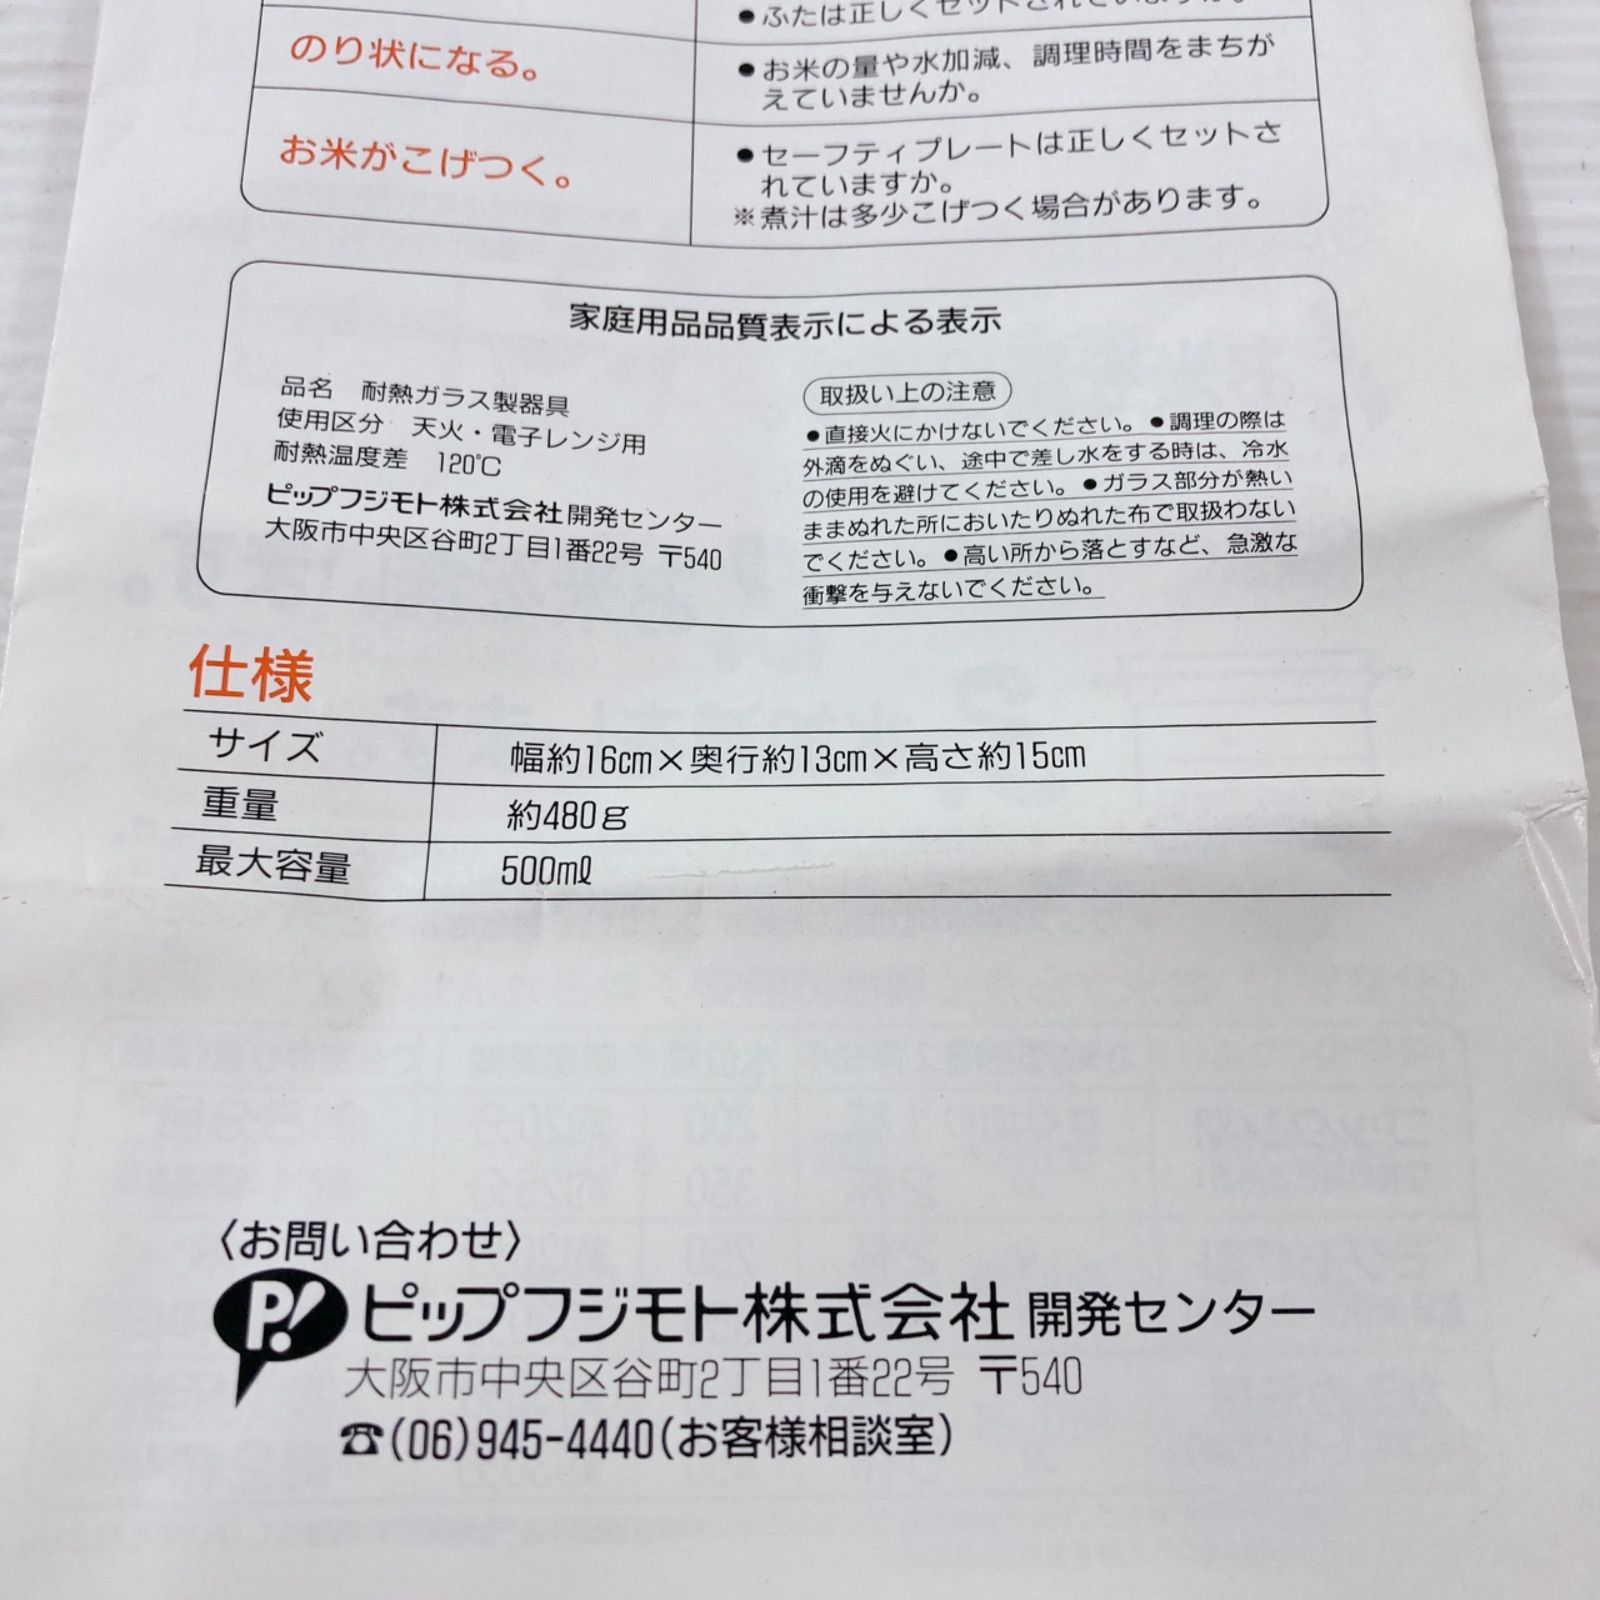 ●ふたは正しくセットされていますか。
のり状になる。
●お米の量や水加減、調理時間をまちが
えていませんか。
お米がこげつく。
●セーフティプレートは正しくセットさ
れていますか。
※煮汁は多少こげつく場合があります。
家庭用品品質表示による表示
品名 耐熱ガラス製器具
使用区分 天火・電子レンジ用
耐熱温度差 120℃
ピップフジモト株式会社開発センター
大阪市中央区谷町2丁目1番22号 〒540
取扱い上の注意
●直接火にかけないでください。●調理の際は
外滴をぬぐい、途中で差し水をする時は、冷水
の使用を避けてください。●ガラス部分が熱い
ままぬれた所においたりぬれた布で取扱わない
でください。●高い所から落とすなど、急激な
衝撃を与えないでください。
仕様
サイズ 幅約16cm×奥行約13cm×高さ約15cm
重量 約480g
最大容量 500mℓ
〈お問い合わせ〉
P! ピップフジモト株式会社 開発センター
大阪市中央区谷町2丁目1番22号 〒540
☎(06)945-4440(お客様相談室)